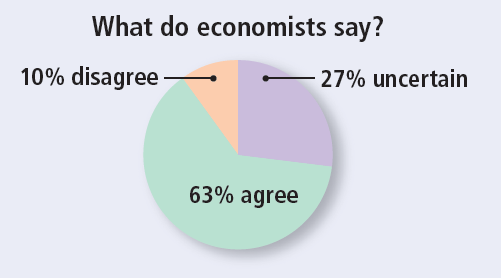 What do economists say?
10% disagree
27% uncertain
63% agree